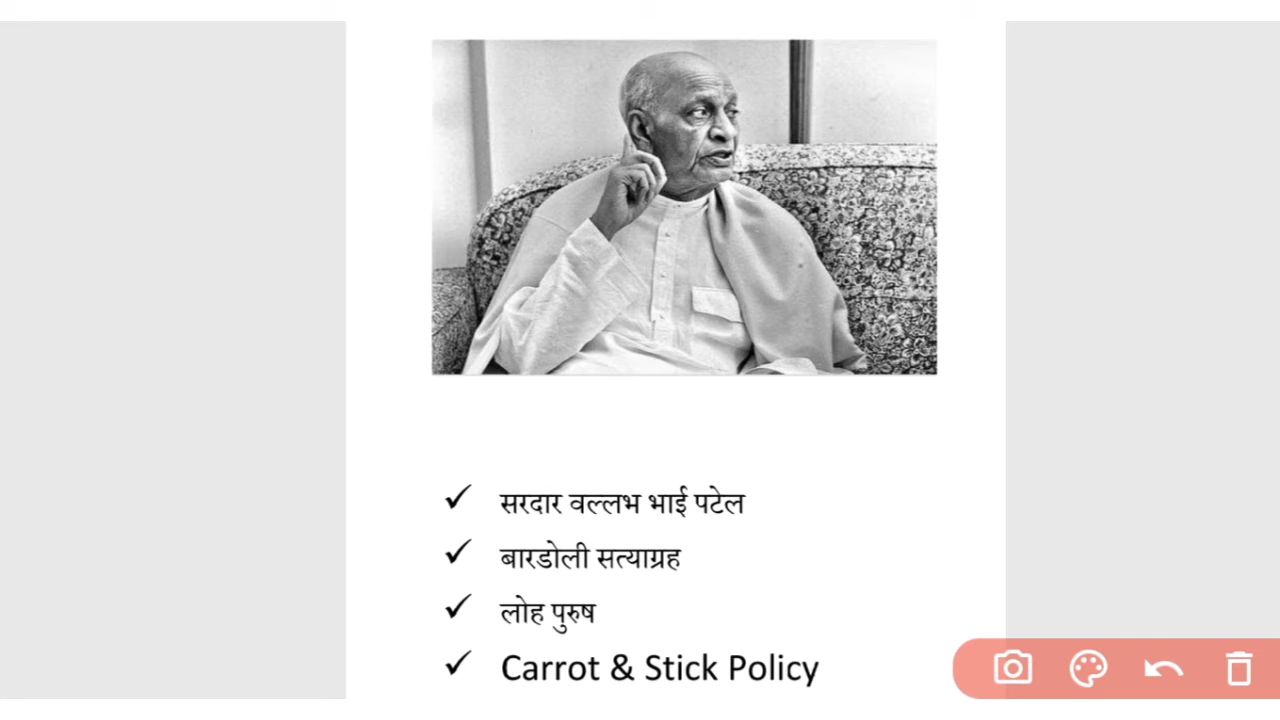 सरदार वल्लभ भाई पटेल
बारडोली सत्याग्रह
लोह पुरुष
Carrot & Stick Policy